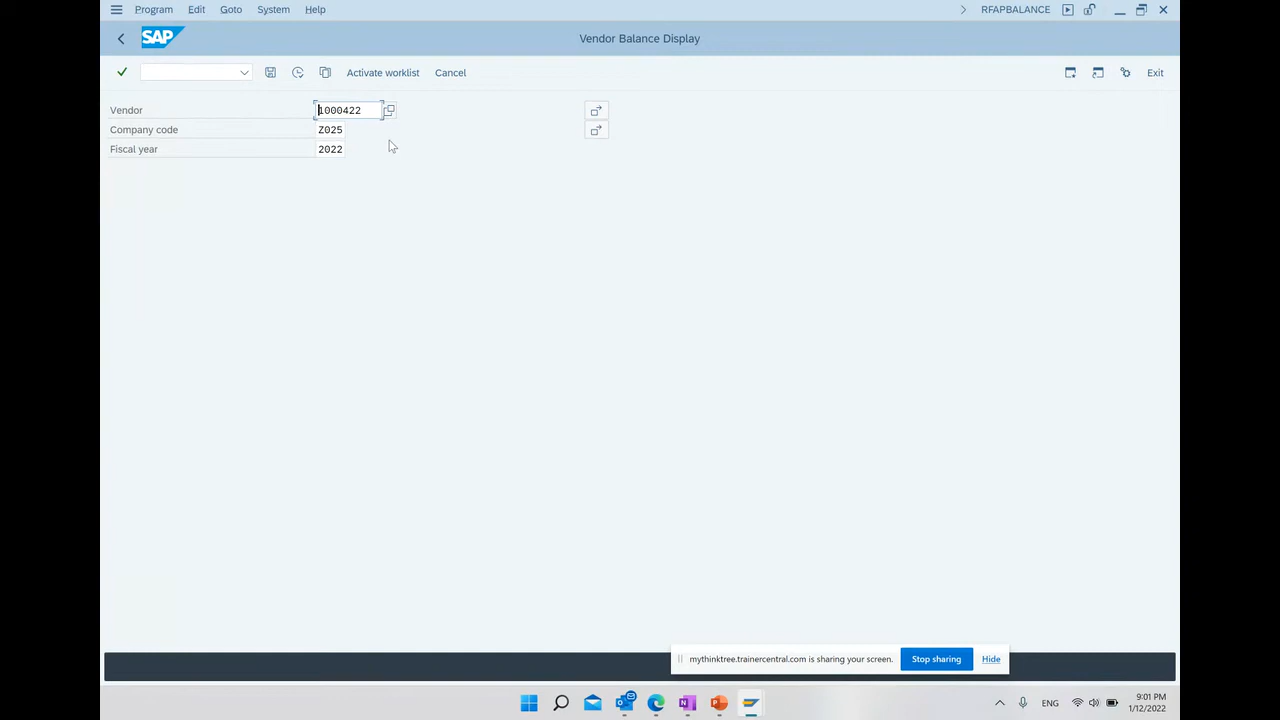 Program Edit Goto System Help RFAPBALANCE
SAP Vendor Balance Display
Activate worklist Cancel Exit
Vendor 1000422
Company code Z025
Fiscal year 2022
mythinktree.trainercentral.com is sharing your screen. Stop sharing Hide
ENG 9:01 PM
1/12/2022